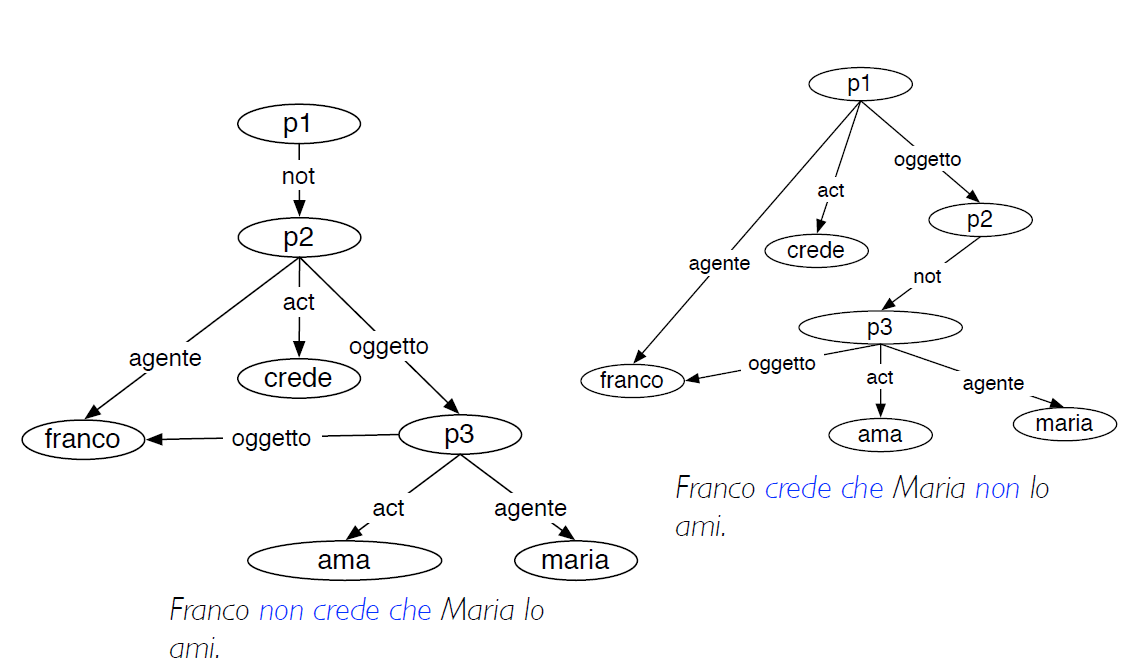 p1
not
p2
agente
act
oggetto
crede
franco
oggetto
p3
act
agente
ama
maria
Franco non crede che Maria lo
ami.
p1
oggetto
act
p2
crede
agente
not
p3
franco
oggetto
act
agente
ama
maria
Franco crede che Maria non lo
ami.